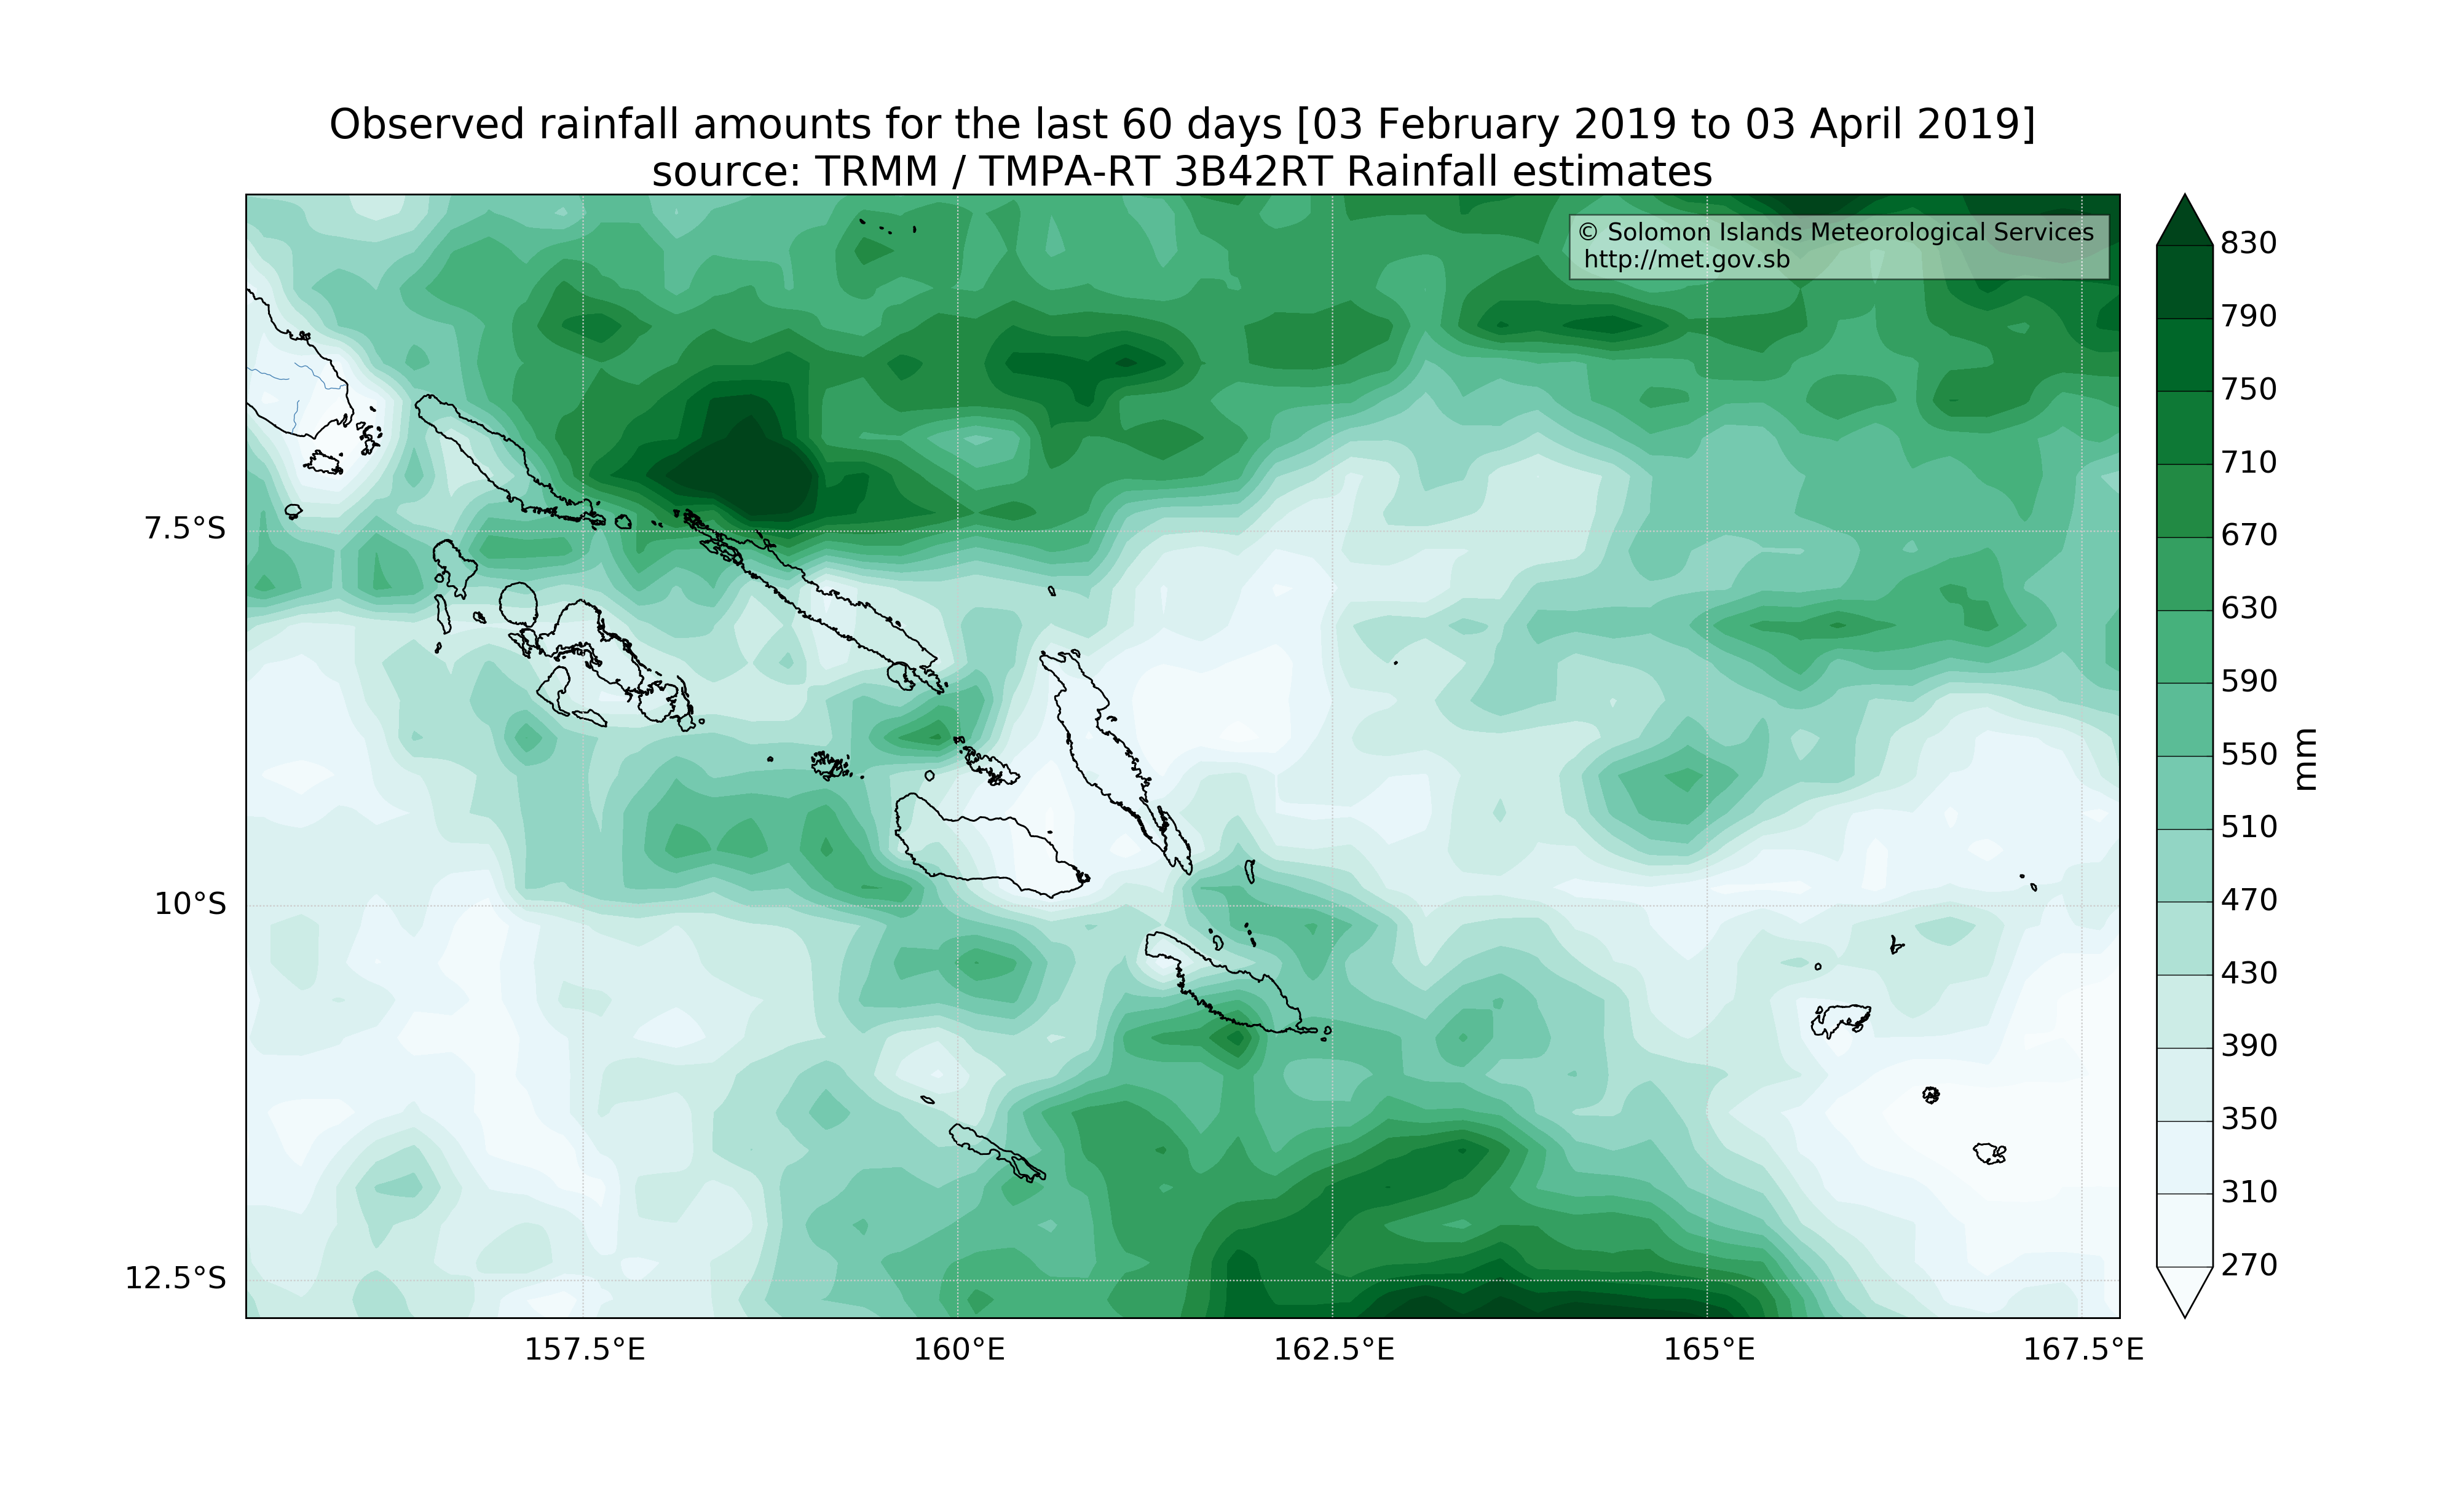 Observed rainfall amounts for the last 60 days [03 February 2019 to 03 April 2019]
source: TRMM / TMPA-RT 3B42RT Rainfall estimates
© Solomon Islands Meteorological Services
http://met.gov.sb
7.5°S
10°S
12.5°S
157.5°E
160°E
162.5°E
165°E
167.5°E
830
790
750
710
670
630
590
550
510
470
430
390
350
310
270
mm